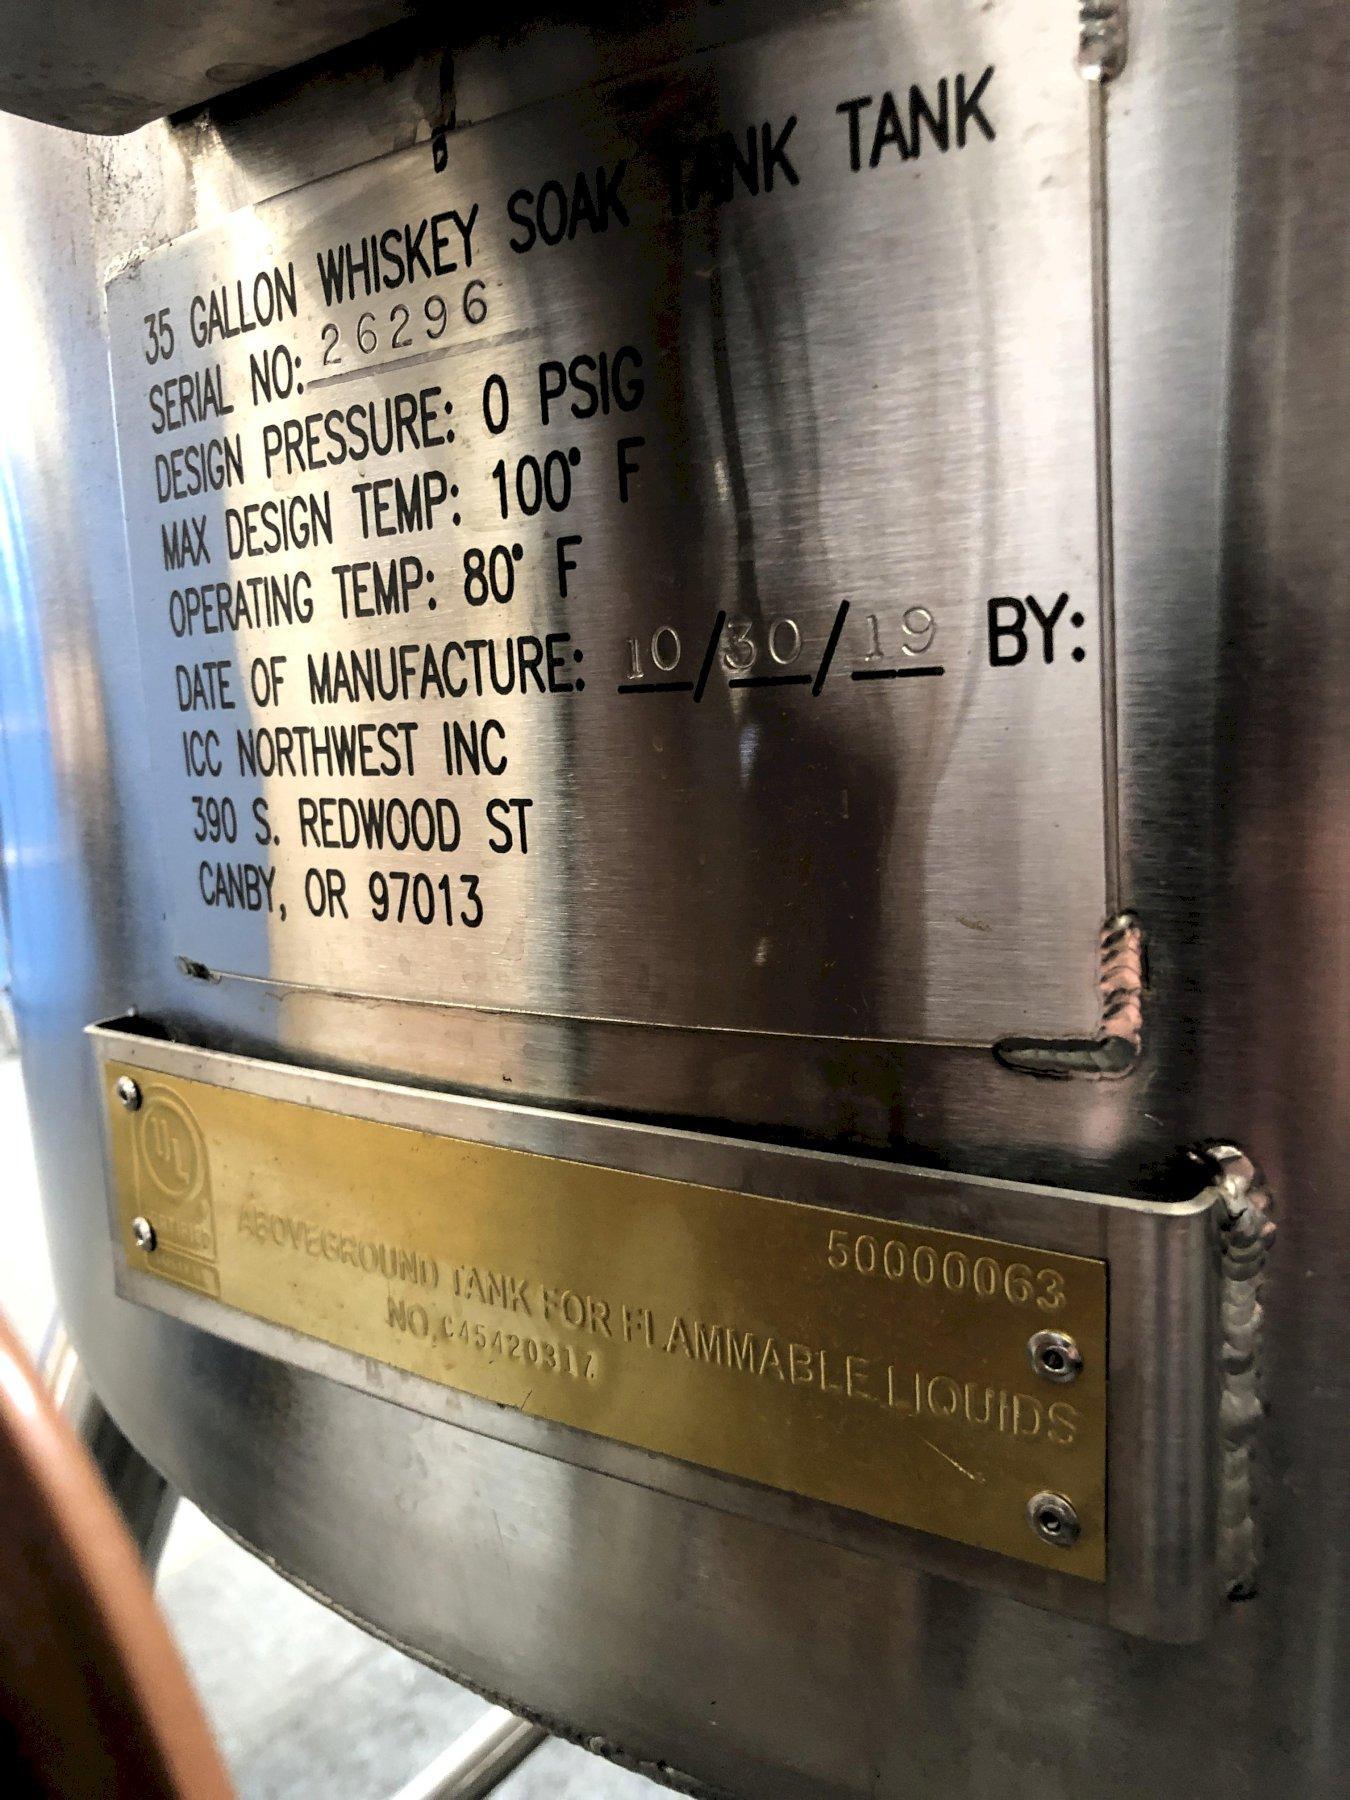 35 GALLON WHISKEY SOAK TANK TANK
SERIAL NO: 26296
DESIGN PRESSURE: 0 PSIG
MAX DESIGN TEMP: 100° F
OPERATING TEMP: 80° F
DATE OF MANUFACTURE: 10/30/19 BY:
ICC NORTHWEST INC
390 S. REDWOOD ST
CANBY, OR 97013
UL
50000063
ABOVEGROUND TANK FOR FLAMMABLE LIQUIDS
NO.